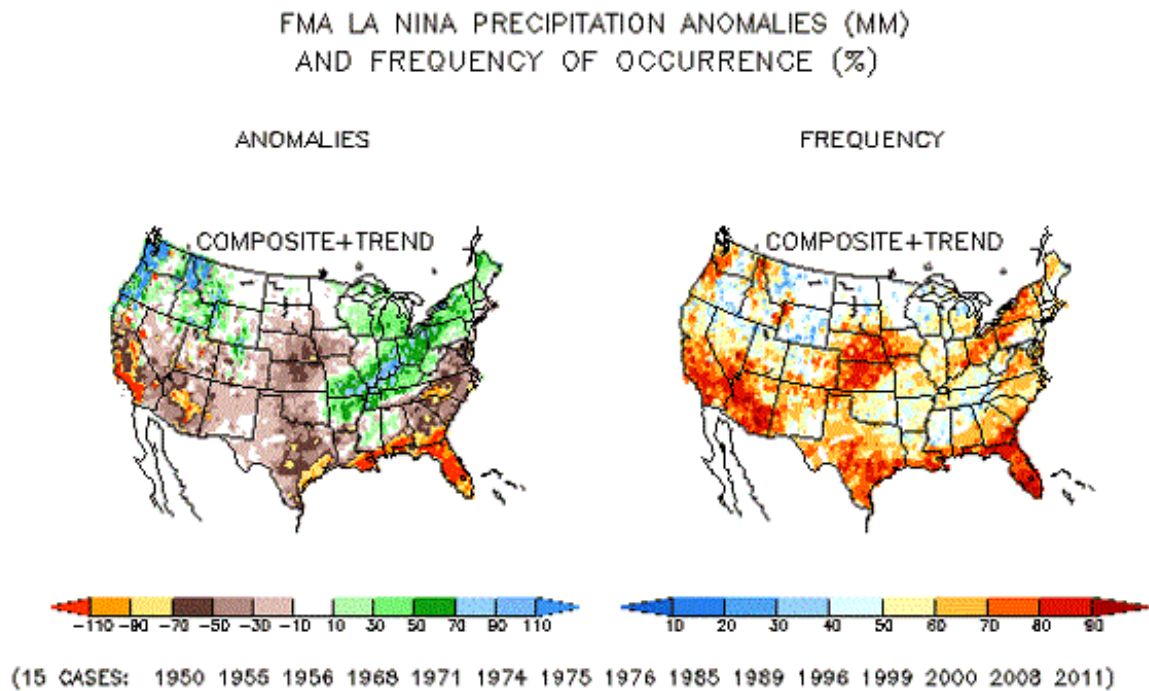 FMA LA NINA PRECIPITATION ANOMALIES (MM)
AND FREQUENCY OF OCCURRENCE (%)
ANOMALIES
FREQUENCY
COMPOSITE+TREND
COMPOSITE+TREND
-110 -90 -70 -50 -30 -10 10 30 50 70 90 110
10 20 30 40 50 60 70 80 90
(15 CASES: 1950 1955 1956 1968 1971 1974 1975 1976 1985 1989 1996 1999 2000 2008 2011)